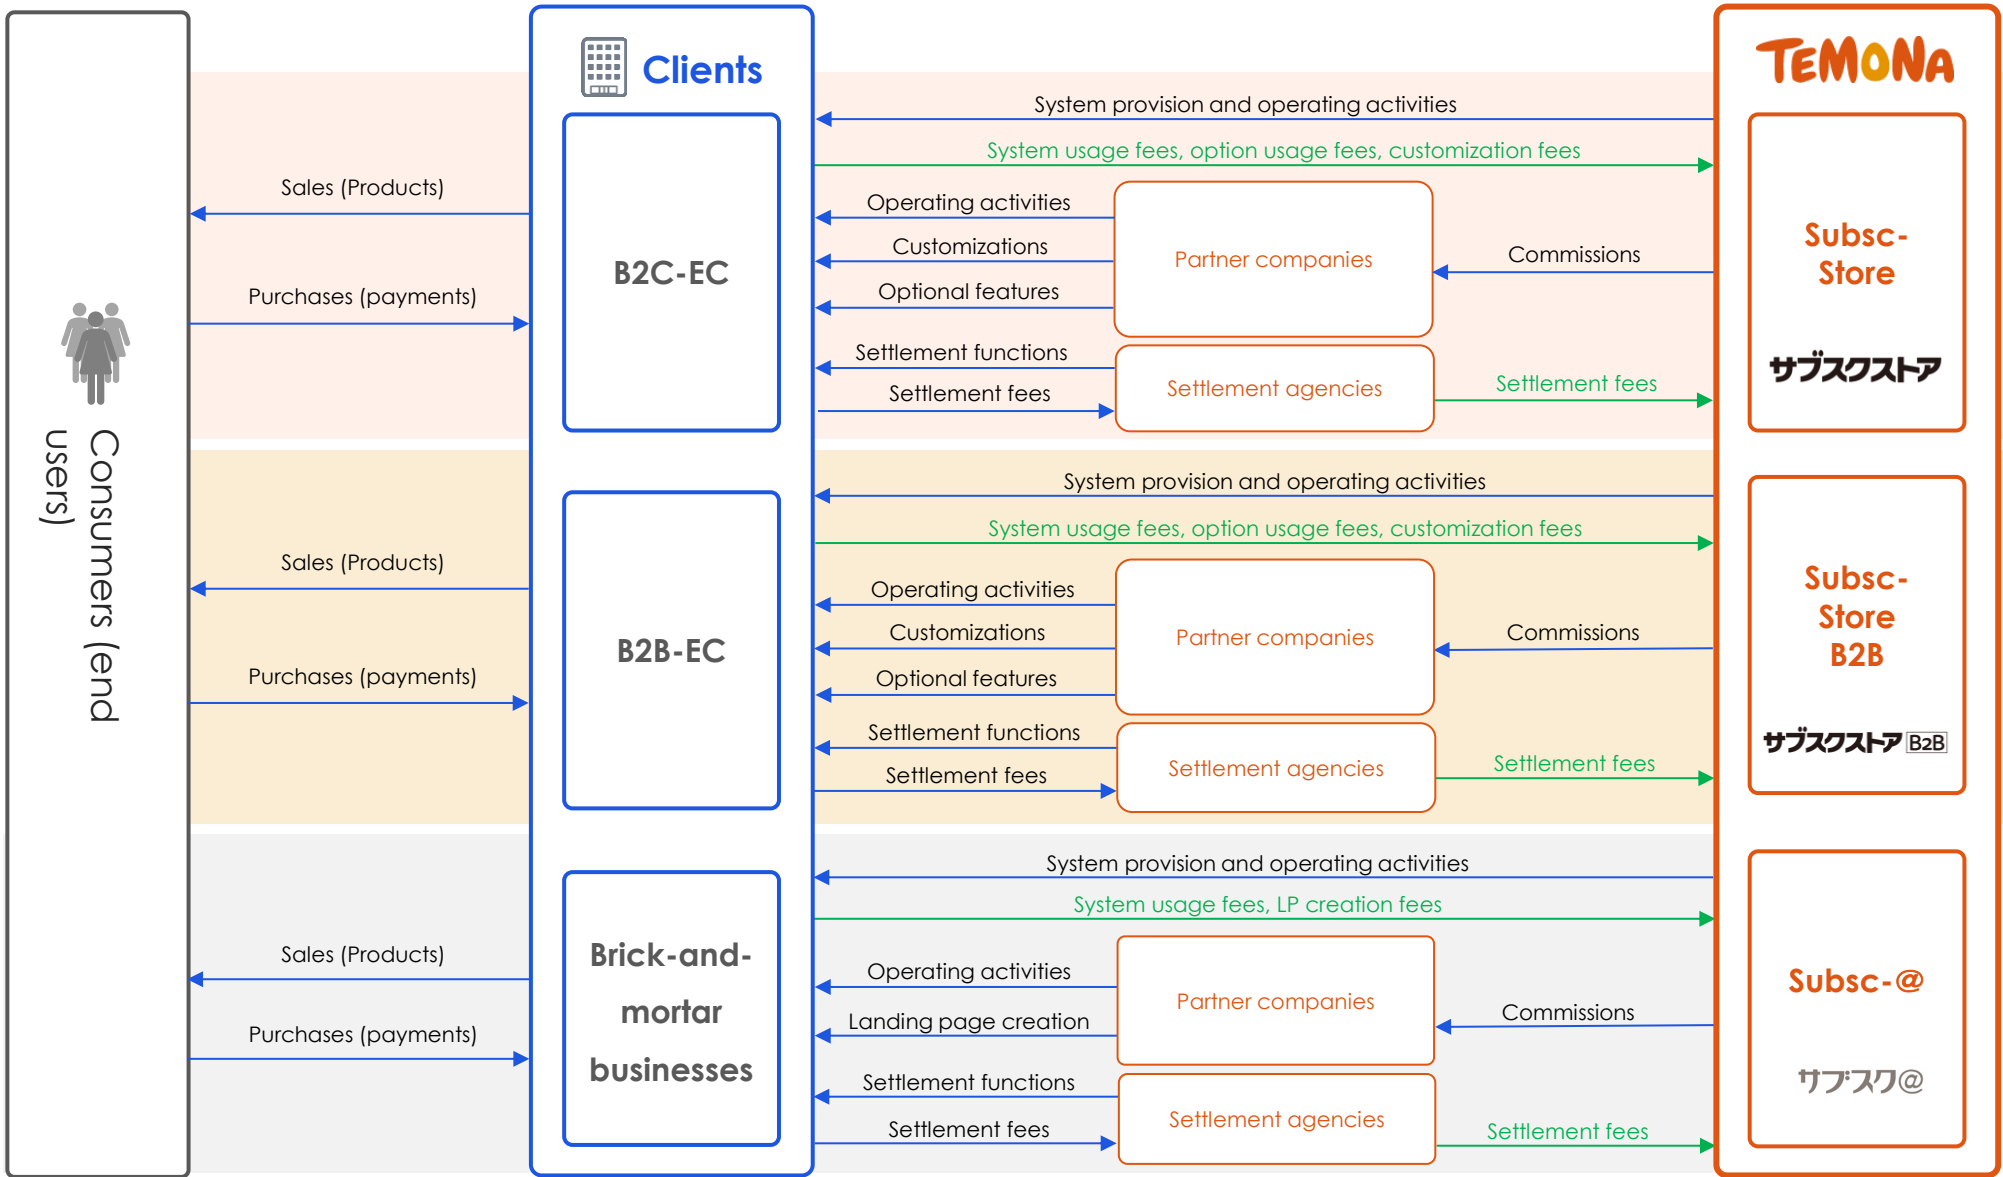 Clients
TEMONA
Consumers (end
users)
System provision and operating activities
System usage fees, option usage fees, customization fees
Sales (Products)
Purchases (payments)
B2C-EC
Operating activities
Customizations
Optional features
Partner companies
Commissions
Settlement functions
Settlement fees
Settlement agencies
Settlement fees
Subsc-
Store
サブスクストア
System provision and operating activities
System usage fees, option usage fees, customization fees
Sales (Products)
Purchases (payments)
B2B-EC
Operating activities
Customizations
Optional features
Partner companies
Commissions
Settlement functions
Settlement fees
Settlement agencies
Settlement fees
Subsc-
Store
B2B
サブスクストア B2B
System provision and operating activities
System usage fees, LP creation fees
Sales (Products)
Purchases (payments)
Brick-and-
mortar
businesses
Operating activities
Landing page creation
Partner companies
Commissions
Settlement functions
Settlement fees
Settlement agencies
Settlement fees
Subsc-@
サブスク@